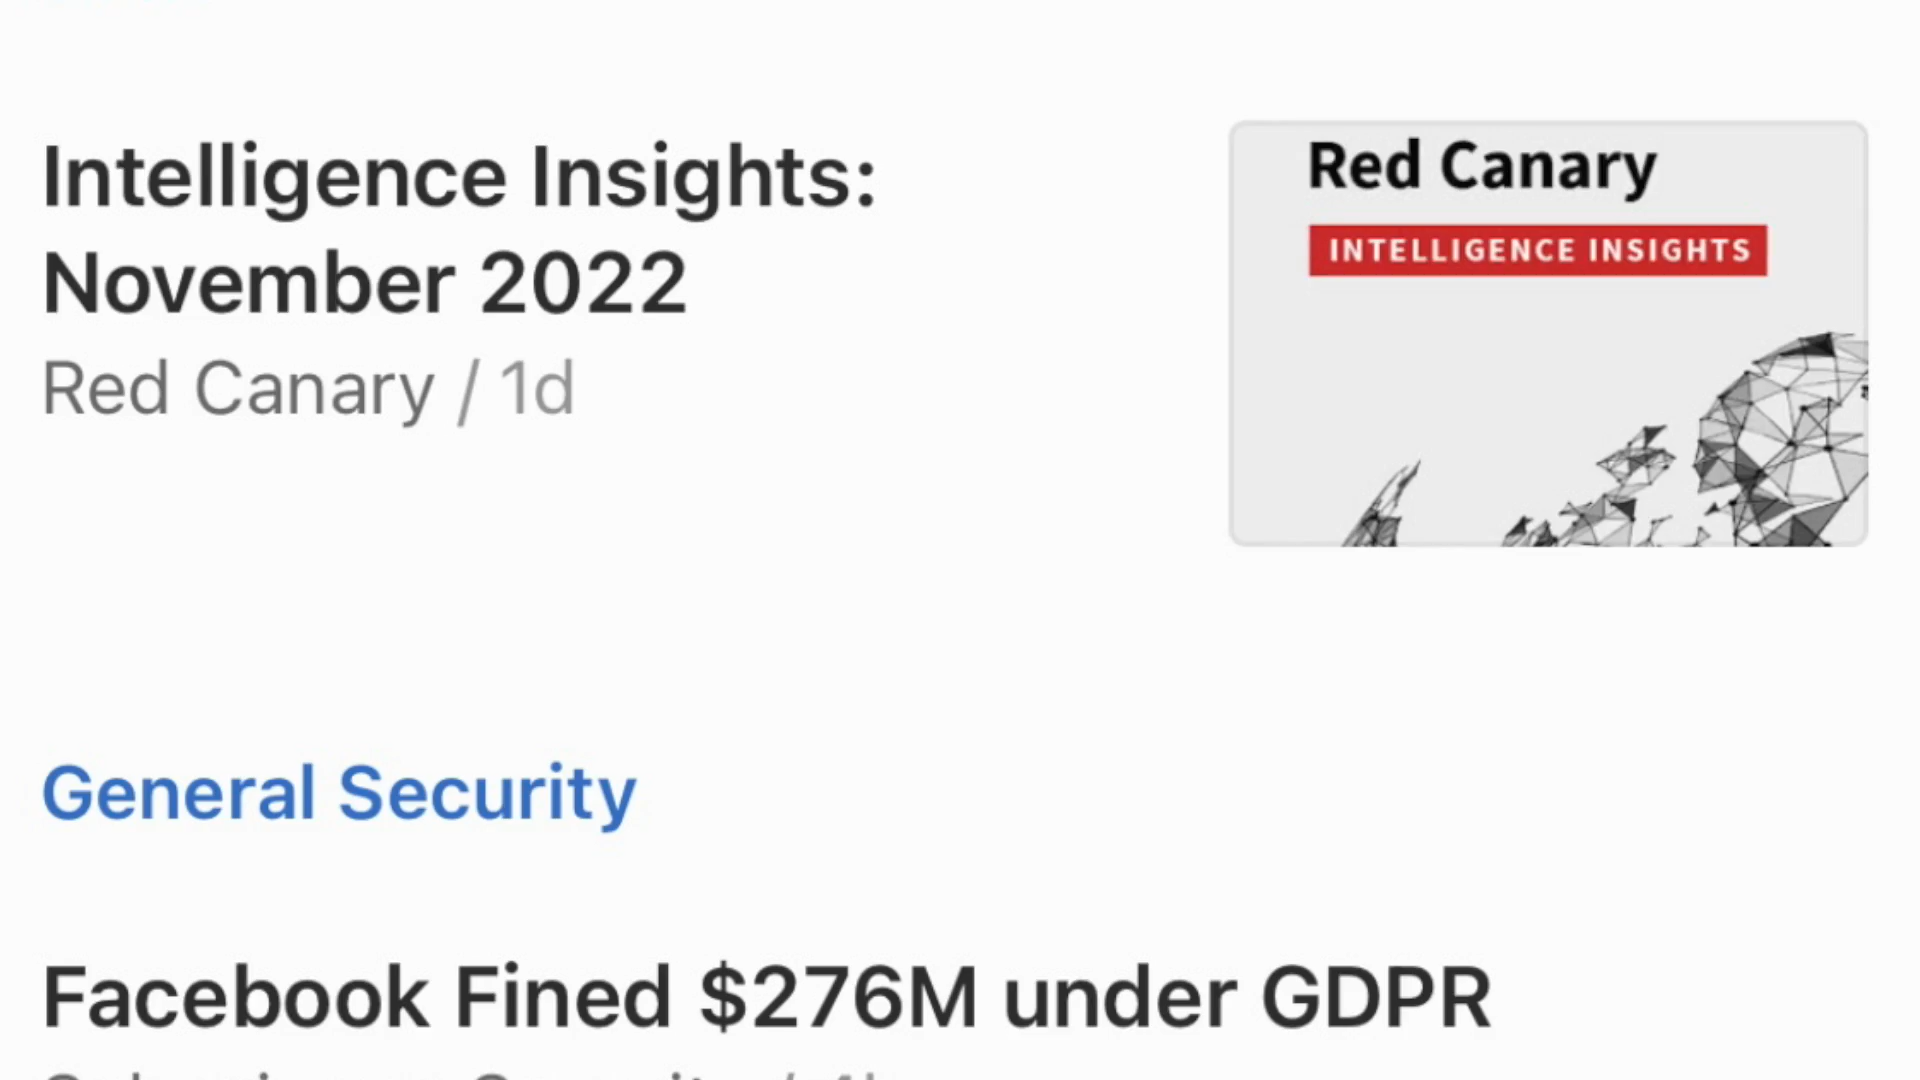 Intelligence Insights:
November 2022
Red Canary / 1d
Red Canary
INTELLIGENCE INSIGHTS
General Security
Facebook Fined $276M under GDPR